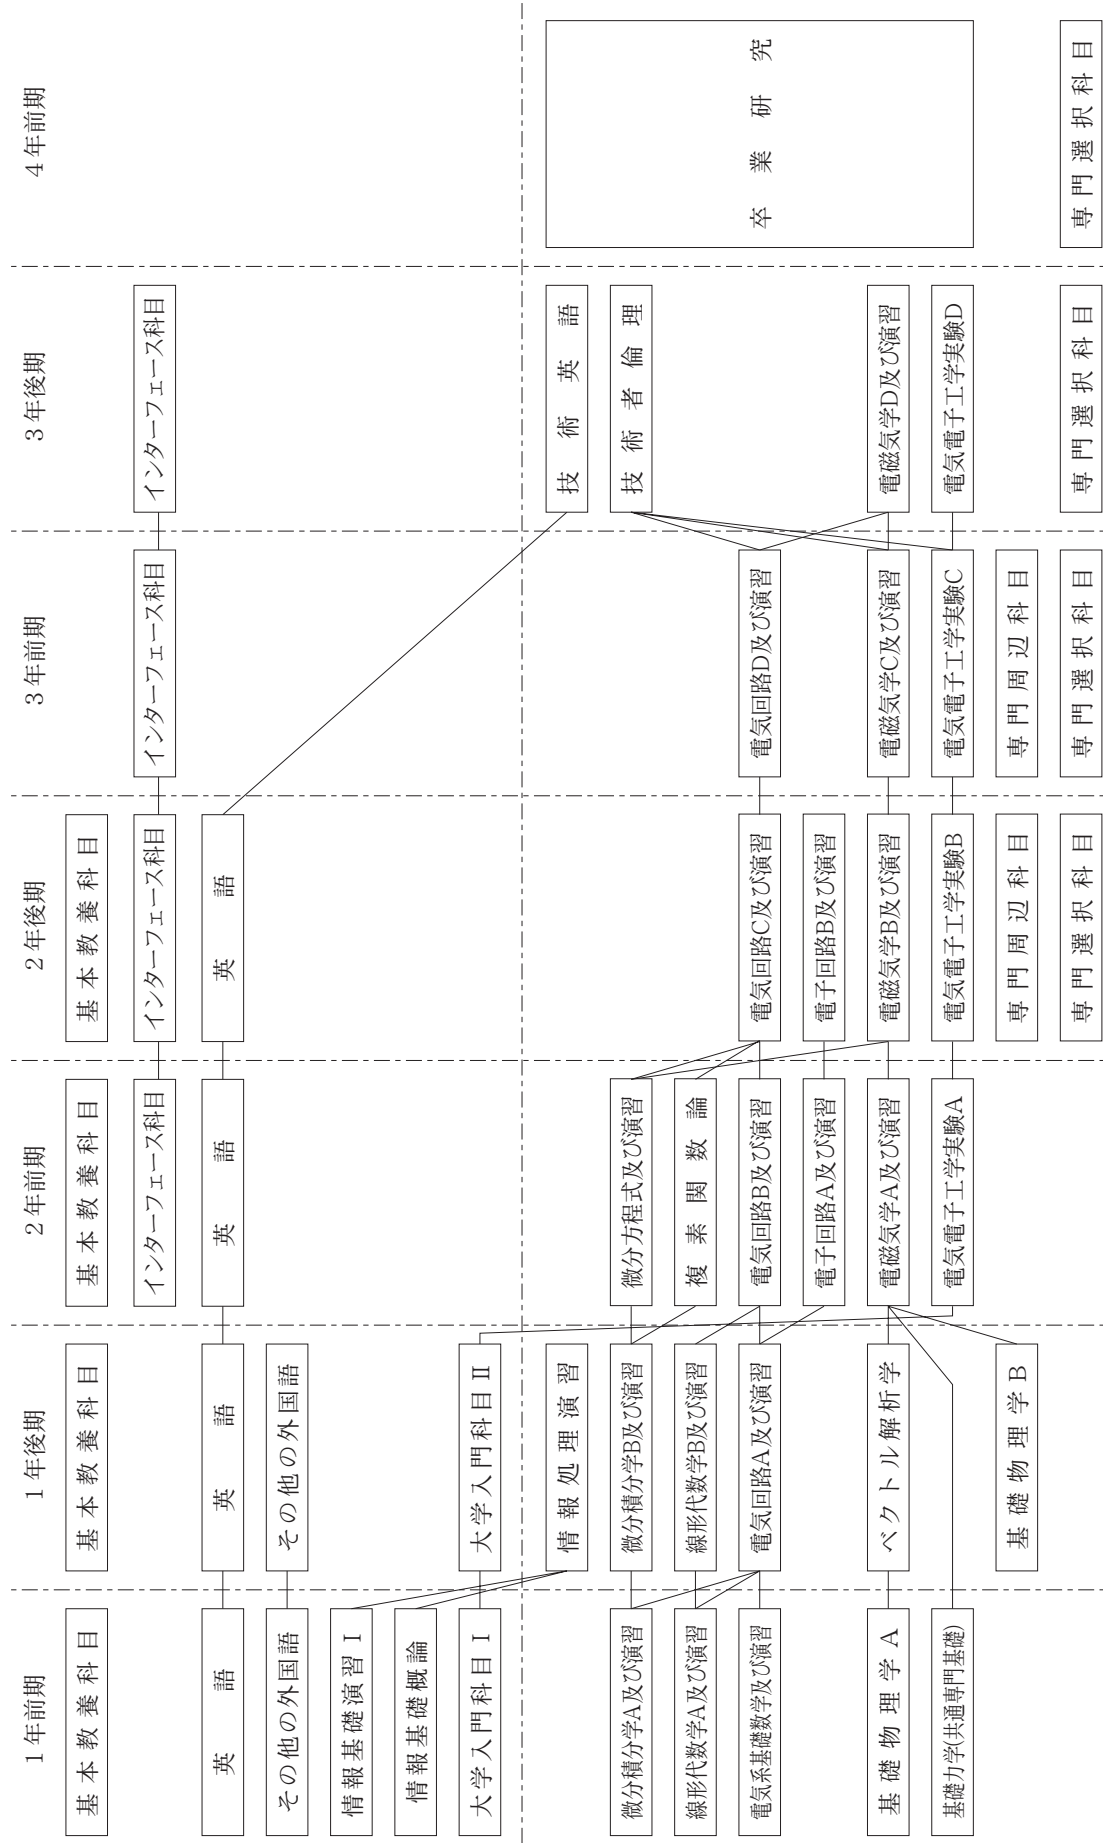 1年前期
基本教養科目
英語
その他の外国語
情報基礎演習Ⅰ
情報基礎概論
大学入門科目Ⅰ
微分積分学A及び演習
線形代数学A及び演習
電気系基礎数学及び演習
基礎物理学A
基礎力学(共通専門基礎)
1年後期
基本教養科目
英語
その他の外国語
大学入門科目Ⅱ
情報処理演習
微分積分学B及び演習
線形代数学B及び演習
電気回路A及び演習
ベクトル解析学
基礎物理学B
2年前期
基本教養科目
インターフェース科目
英語
微分方程式及び演習
複素関数論
電気回路B及び演習
電子回路A及び演習
電磁気学A及び演習
電気電子工学実験A
2年後期
基本教養科目
インターフェース科目
英語
電気回路C及び演習
電子回路B及び演習
電磁気学B及び演習
電気電子工学実験B
専門周辺科目
専門選択科目
3年前期
インターフェース科目
電気回路D及び演習
電磁気学C及び演習
電気電子工学実験C
専門周辺科目
専門選択科目
3年後期
インターフェース科目
技術英語
技術者倫理
電磁気学D及び演習
電気電子工学実験D
専門選択科目
4年前期
卒業研究
専門選択科目